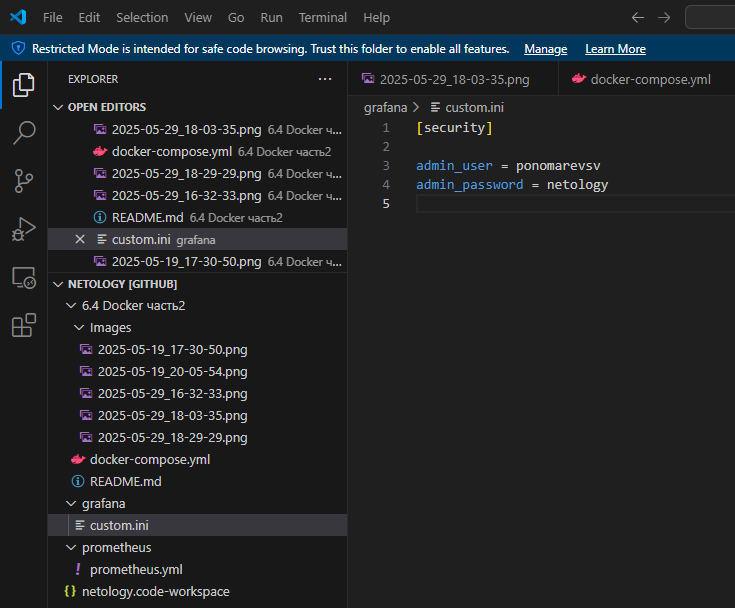 File Edit Selection View Go Run Terminal Help
Restricted Mode is intended for safe code browsing. Trust this folder to enable all features. Manage Learn More
EXPLORER
OPEN EDITORS
2025-05-29_18-03-35.png 6.4 Docker ч...
docker-compose.yml 6.4 Docker часть2
2025-05-29_18-29-29.png 6.4 Docker ч...
2025-05-29_16-32-33.png 6.4 Docker ч...
README.md 6.4 Docker часть2
custom.ini grafana
2025-05-19_17-30-50.png 6.4 Docker ч...
NETOLOGY [GITHUB]
6.4 Docker часть2
Images
2025-05-19_17-30-50.png
2025-05-19_20-05-54.png
2025-05-29_16-32-33.png
2025-05-29_18-03-35.png
2025-05-29_18-29-29.png
docker-compose.yml
README.md
grafana
custom.ini
prometheus
prometheus.yml
netology.code-workspace
2025-05-29_18-03-35.png docker-compose.yml
grafana > custom.ini
1 [security]
2
3 admin_user = ponomarevsv
4 admin_password = netology
5